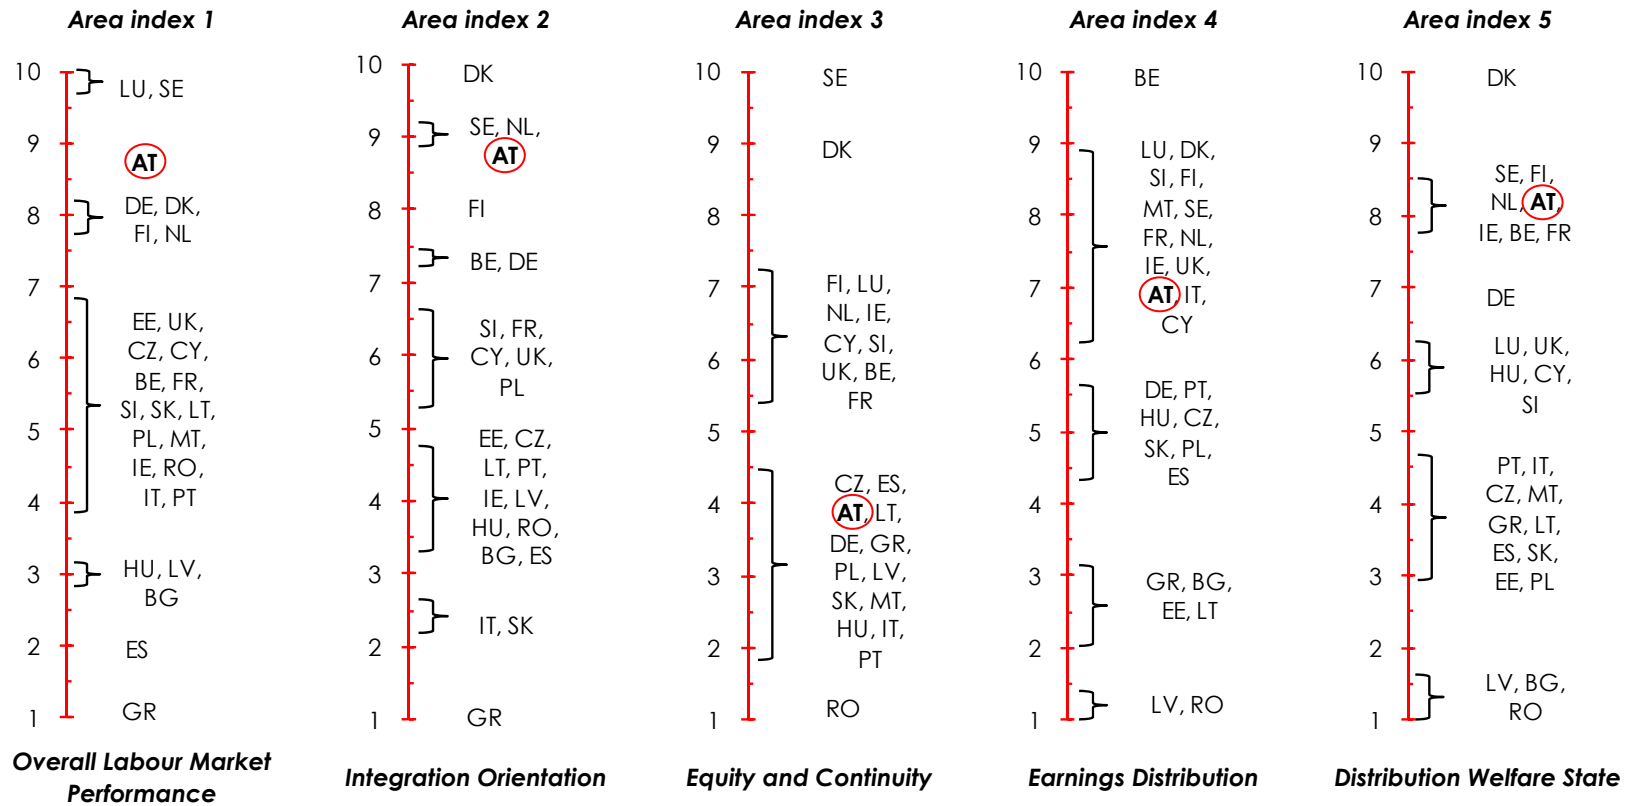 Area index 1
10
9
8
7
6
5
4
3
2
1
LU, SE
AT
DE, DK,
FI, NL
EE, UK,
CZ, CY,
BE, FR,
SI, SK, LT,
PL, MT,
IE, RO,
IT, PT
HU, LV,
BG
ES
GR
Overall Labour Market
Performance
Area index 2
10
9
8
7
6
5
4
3
2
1
DK
SE, NL,
AT
FI
BE, DE
SI, FR,
CY, UK,
PL
EE, CZ,
LT, PT,
IE, LV,
HU, RO,
BG, ES
IT, SK
GR
Integration Orientation
Area index 3
10
9
8
7
6
5
4
3
2
1
SE
DK
FI, LU,
NL, IE,
CY, SI,
UK, BE,
FR
CZ, ES,
AT, LT,
DE, GR,
PL, LV,
SK, MT,
HU, IT,
PT
RO
Equity and Continuity
Area index 4
10
9
8
7
6
5
4
3
2
1
BE
LU, DK,
SI, FI,
MT, SE,
FR, NL,
IE, UK,
AT, IT,
CY
DE, PT,
HU, CZ,
SK, PL,
ES
GR, BG,
EE, LT
LV, RO
Earnings Distribution
Area index 5
10
9
8
7
6
5
4
3
2
1
DK
SE, FI,
NL, AT,
IE, BE, FR
DE
LU, UK,
HU, CY,
SI
PT, IT,
CZ, MT,
GR, LT,
ES, SK,
EE, PL
LV, BG,
RO
Distribution Welfare State